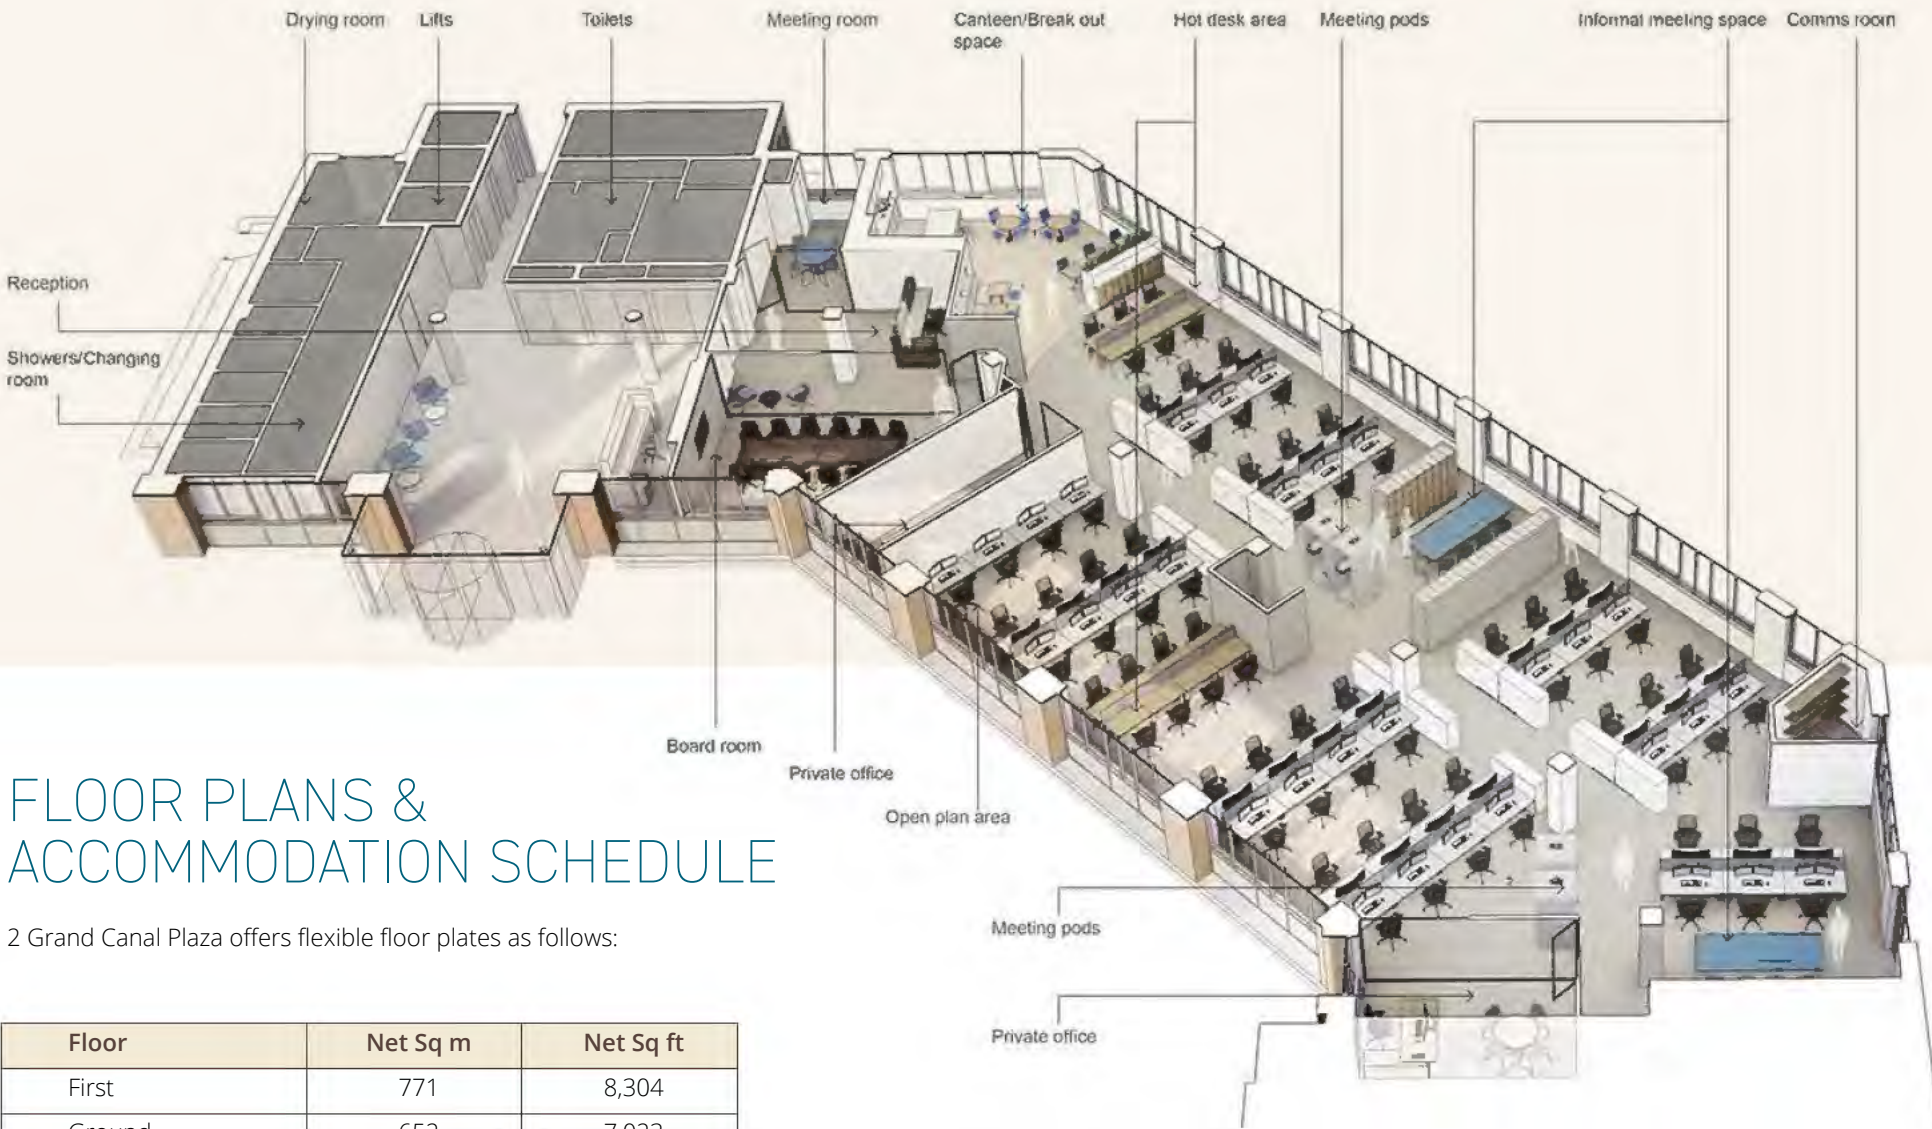 Drying room
Lifts
Toilets
Meeting room
Canteen/Break out
space
Hot desk area
Meeting pods
Informal meeting space
Comms room
Reception
Showers/Changing
room
Board room
Private office
Open plan area
Meeting pods
Private office
FLOOR PLANS &
ACCOMMODATION SCHEDULE
2 Grand Canal Plaza offers flexible floor plates as follows:
Floor Net Sq m Net Sq ft
First 771 8,304
Ground 652